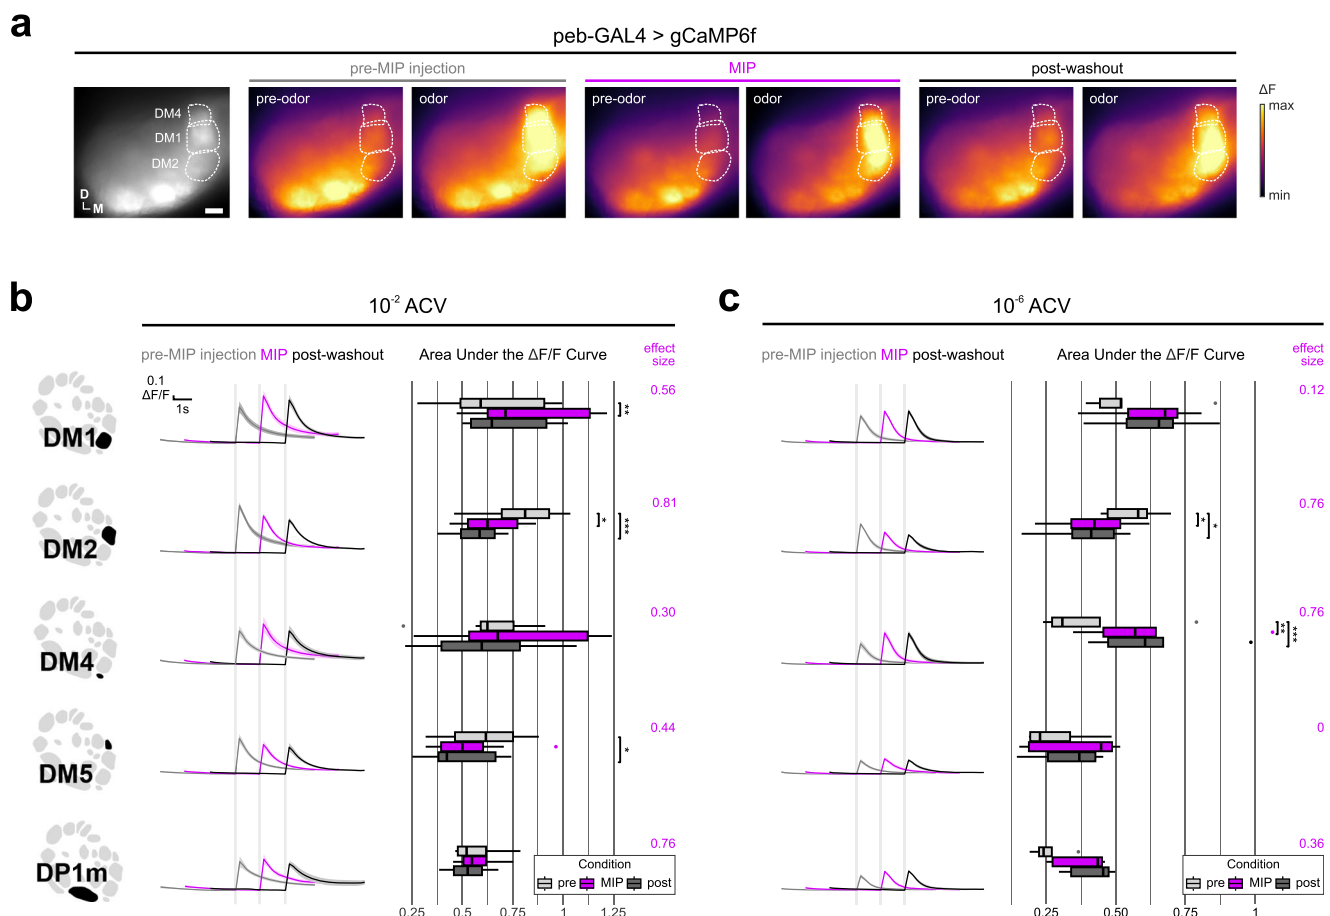 a
peb-GAL4 > gCaMP6f
pre-MIP injection MIP post-washout
pre-odor odor pre-odor odor pre-odor odor
DM4
DM1
DM2
D
M
ΔF
max
min
b
10-2 ACV
pre-MIP injection MIP post-washout
Area Under the ΔF/F Curve
effect
size
0.1
ΔF/F
1s
DM1
0.56
**
DM2
0.81
*
***
DM4
0.30
DM5
0.44
*
DP1m
0.76
Condition
pre MIP post
0.25 0.5 0.75 1 1.25
c
10-6 ACV
pre-MIP injection MIP post-washout
Area Under the ΔF/F Curve
effect
size
0.12
0.76
*
*
0.76
**
***
0
0.36
Condition
pre MIP post
0.25 0.50 0.75 1